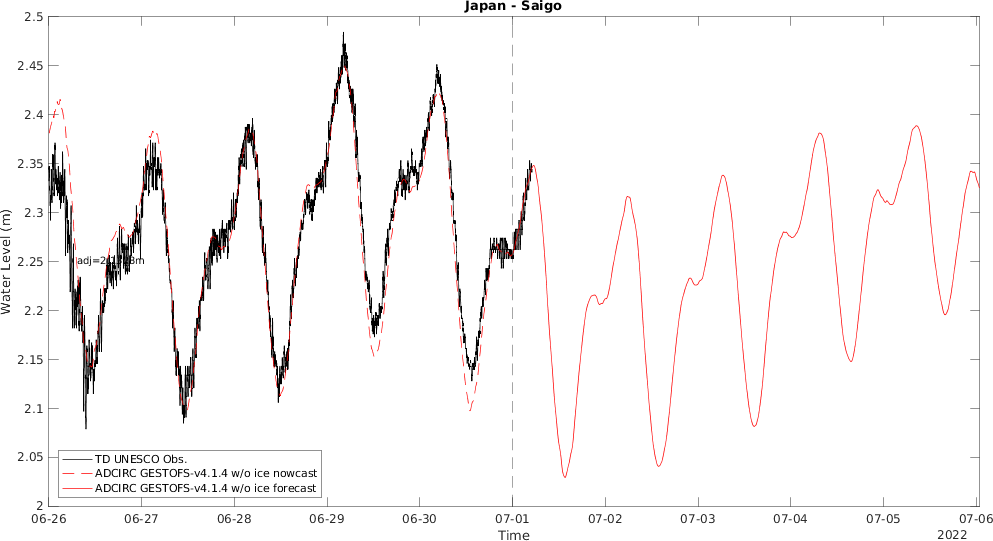 Japan - Saigo
2.5
2.45
2.4
2.35
2.3
2.25
2.2
2.15
2.1
2.05
2
Water Level (m)
TD UNESCO Obs.
ADCIRC GESTOFS-v4.1.4 w/o ice nowcast
ADCIRC GESTOFS-v4.1.4 w/o ice forecast
06-26 06-27 06-28 06-29 06-30 07-01 07-02 07-03 07-04 07-05 07-06
Time
2022